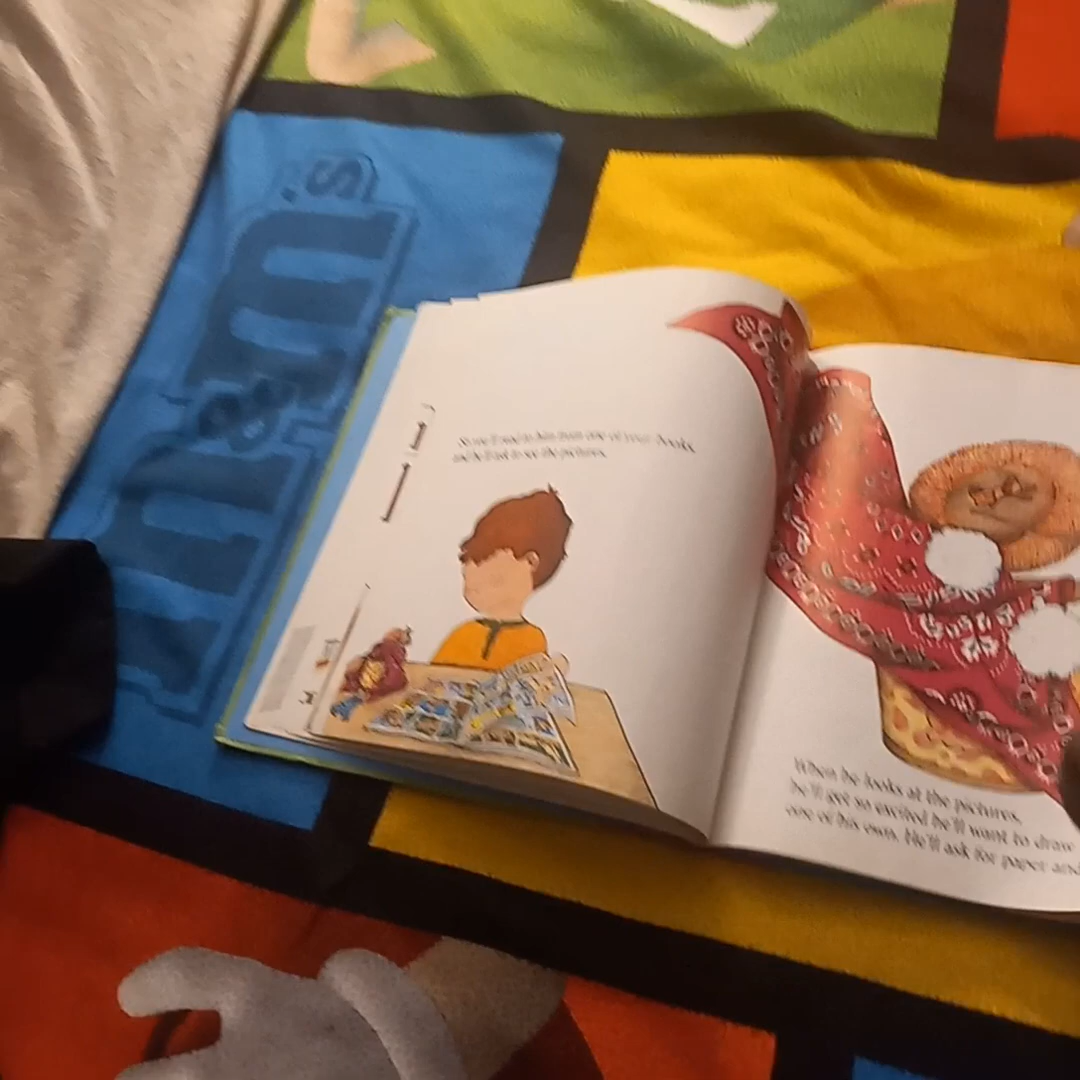 m&m's
So you'll read to him from one of your books,
and he'll ask to see the pictures.
When he looks at the pictures,
he'll get so excited he'll want to draw
one of his own. He'll ask for paper and